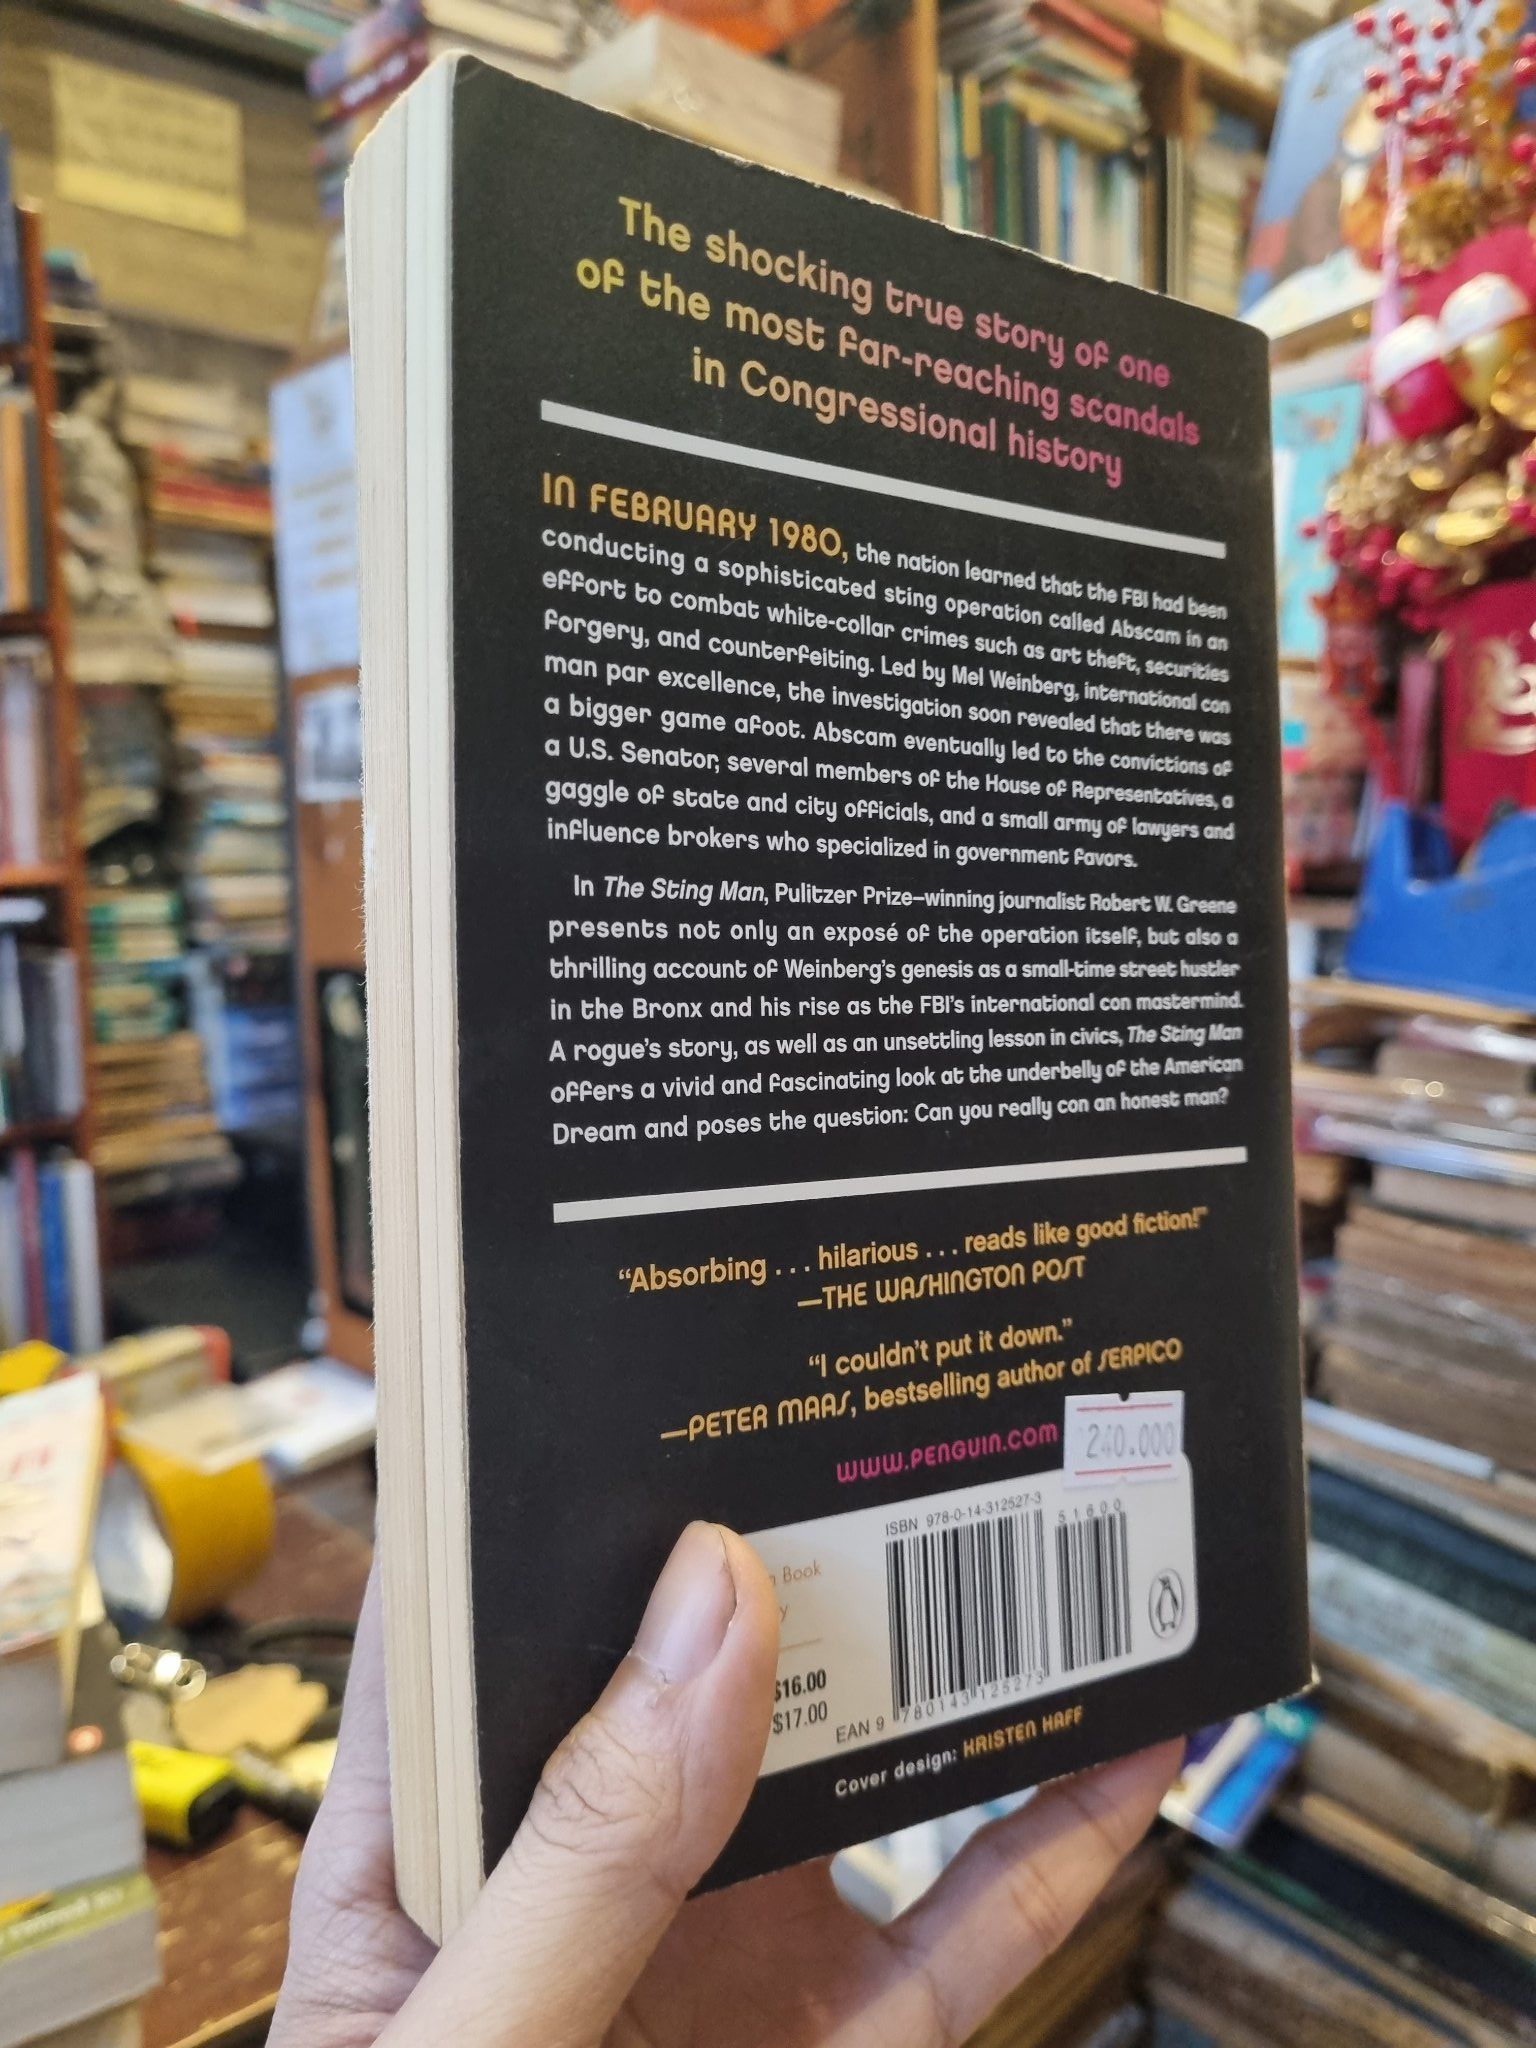 The shocking true story of one
of the most far-reaching scandals
in Congressional history
IN FEBRUARY 1980, the nation learned that the FBI had been
conducting a sophisticated sting operation called Abscam in an
effort to combat white-collar crimes such as art theft, securities
forgery, and counterfeiting. Led by Mel Weinberg, international con
man par excellence, the investigation soon revealed that there was
a bigger game afoot. Abscam eventually led to the convictions of
a U.S. Senator, several members of the House of Representatives, a
gaggle of state and city officials, and a small army of lawyers and
influence brokers who specialized in government favors.
In The Sting Man, Pulitzer Prize–winning journalist Robert W. Greene
presents not only an exposé of the operation itself, but also a
thrilling account of Weinberg's genesis as a small-time street hustler
in the Bronx and his rise as the FBI's international con mastermind.
A rogue's story, as well as an unsettling lesson in civics, The Sting Man
offers a vivid and fascinating look at the underbelly of the American
Dream and poses the question: Can you really con an honest man?
“Absorbing . . . hilarious . . . reads like good fiction!”
—THE WASHINGTON POST
“I couldn't put it down.”
—PETER MAAS, bestselling author of SERPICO
WWW.PENGUIN.COM
240.000
ISBN 978-0-14-312527-3
51600
Book
$16.00
$17.00
EAN 9 780143 125273
Cover design: KRISTEN HAFF